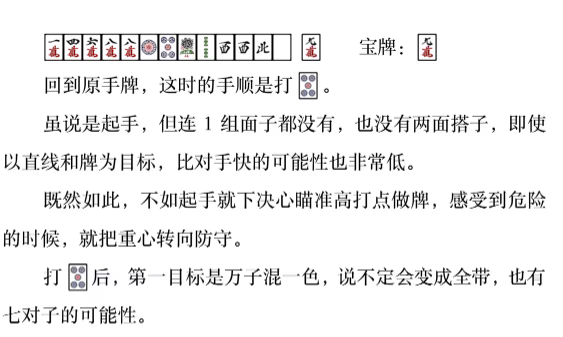 一萬 四萬 六萬 八萬 八萬 西 西 北 九萬 宝牌： 九萬
回到原手牌，这时的手顺是打 。
虽说是起手，但连 1 组面子都没有，也没有两面搭子，即使
以直线和牌为目标，比对手快的可能性也非常低。
既然如此，不如起手就下决心瞄准高打点做牌，感受到危险
的时候，就把重心转向防守。
打 后，第一目标是万子混一色，说不定会变成全带，也有
七对子的可能性。